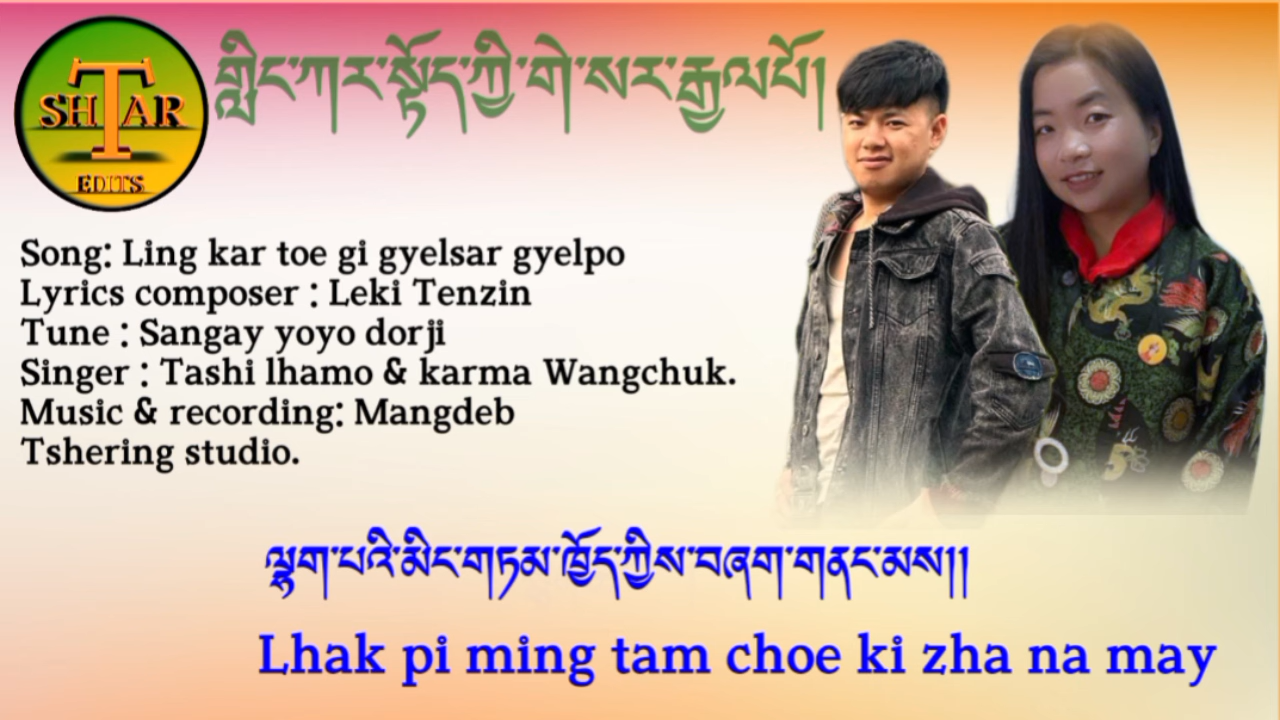 SHTAR
EDITS
གླིང་ཀར་སྟོད་ཀྱི་གེ་སར་རྒྱལཔོ།
Song: Ling kar toe gi gyelsar gyelpo
Lyrics composer : Leki Tenzin
Tune : Sangay yoyo dorji
Singer : Tashi lhamo & karma Wangchuk.
Music & recording: Mangdeb
Tshering studio.
ལྷག་པའི་མིང་གཏམ་ཁྱོད་ཀྱིས་བཞག་གནང་མས།།
Lhak pi ming tam choe ki zha na may